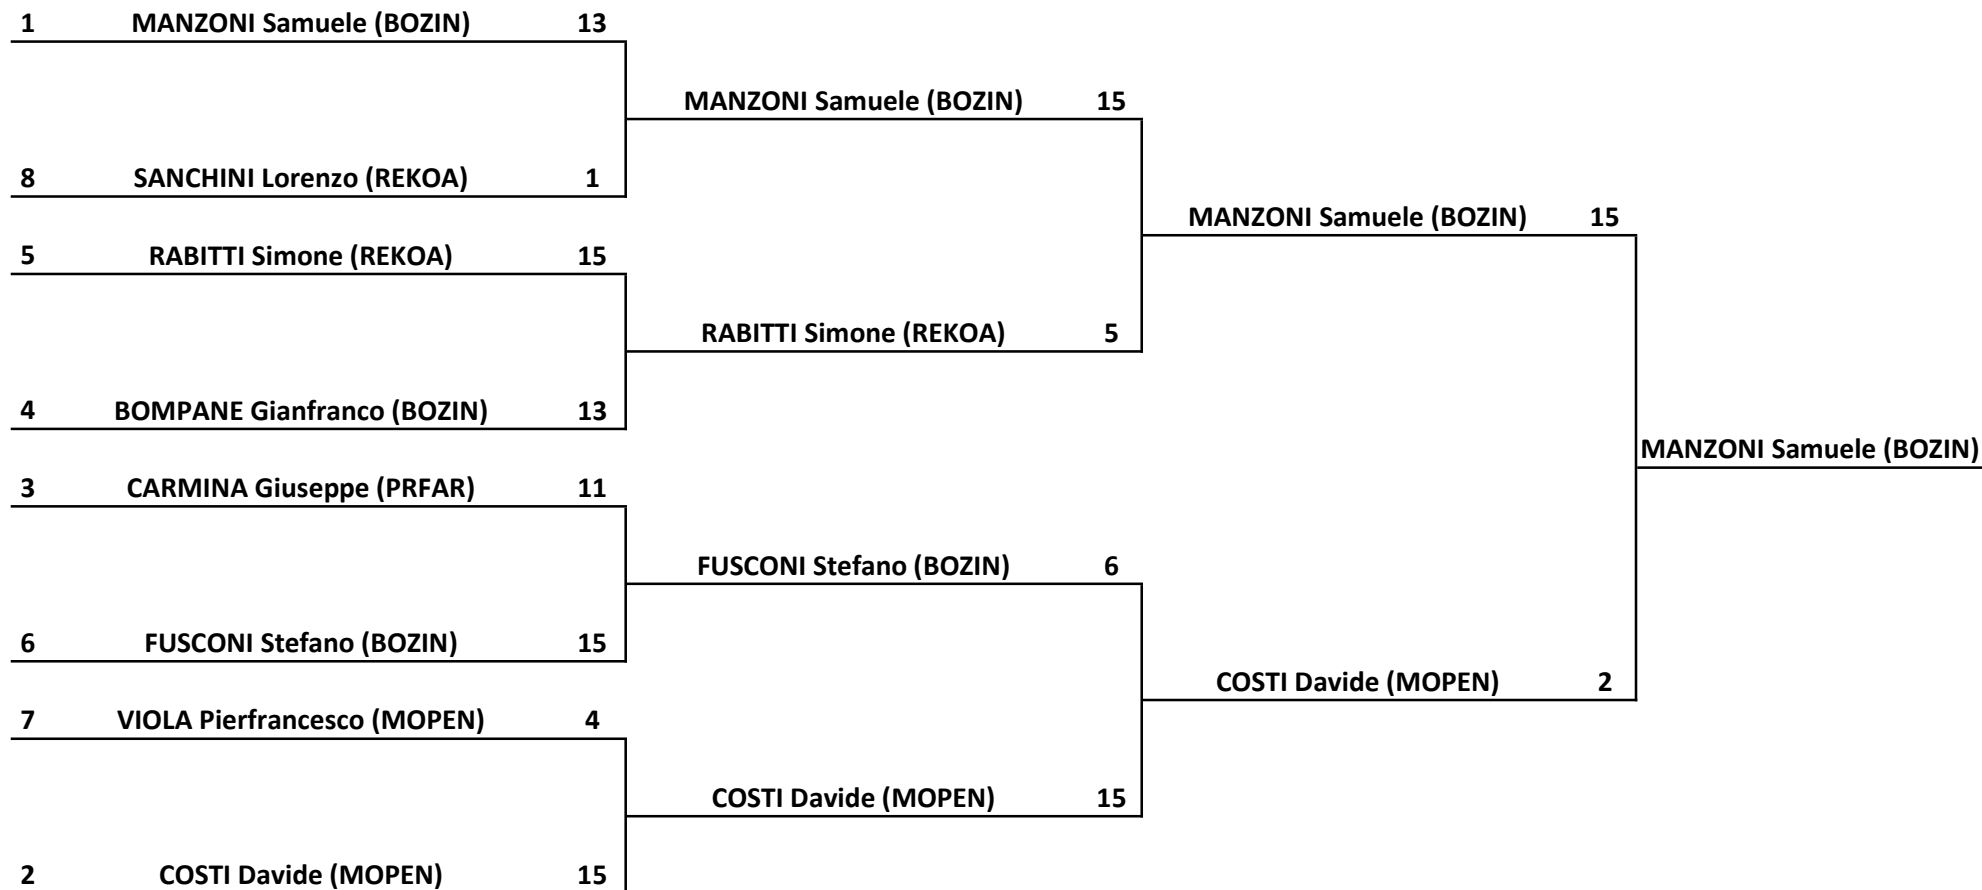 1 MANZONI Samuele (BOZIN) 13
MANZONI Samuele (BOZIN) 15
8 SANCHINI Lorenzo (REKOA) 1
MANZONI Samuele (BOZIN) 15
5 RABITTI Simone (REKOA) 15
RABITTI Simone (REKOA) 5
4 BOMPANE Gianfranco (BOZIN) 13
MANZONI Samuele (BOZIN)
3 CARMINA Giuseppe (PRFAR) 11
FUSCONI Stefano (BOZIN) 6
6 FUSCONI Stefano (BOZIN) 15
COSTI Davide (MOPEN) 2
7 VIOLA Pierfrancesco (MOPEN) 4
COSTI Davide (MOPEN) 15
2 COSTI Davide (MOPEN) 15